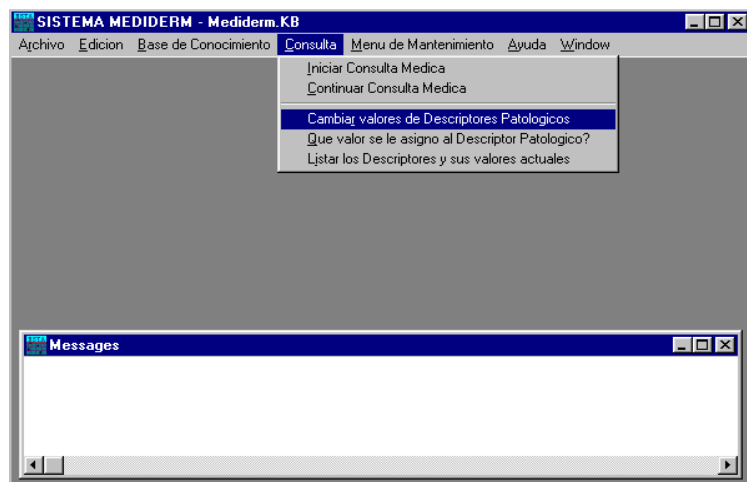 SISTEMA MEDIDERM - Mediderm.KB
Archivo Edicion Base de Conocimiento Consulta Menu de Mantenimiento Ayuda Window
Iniciar Consulta Medica
Continuar Consulta Medica
Cambiar valores de Descriptores Patologicos
Que valor se le asigno al Descriptor Patologico?
Listar los Descriptores y sus valores actuales
Messages